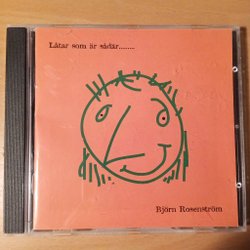 Låtar som är sådär.......
Björn Rosenström